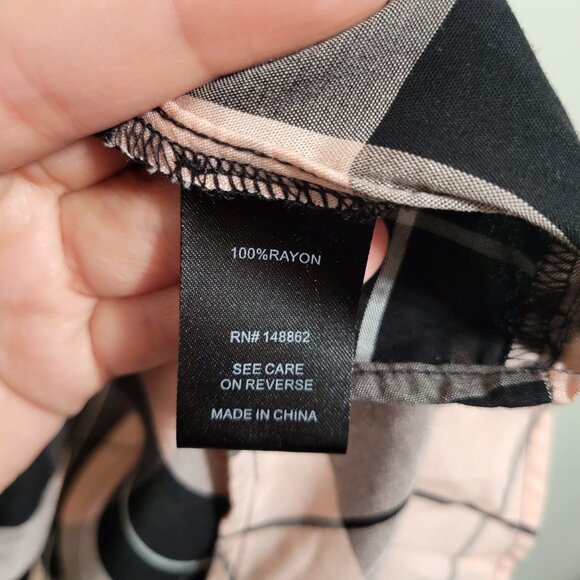 100%RAYON
RN# 148862
SEE CARE
ON REVERSE
MADE IN CHINA